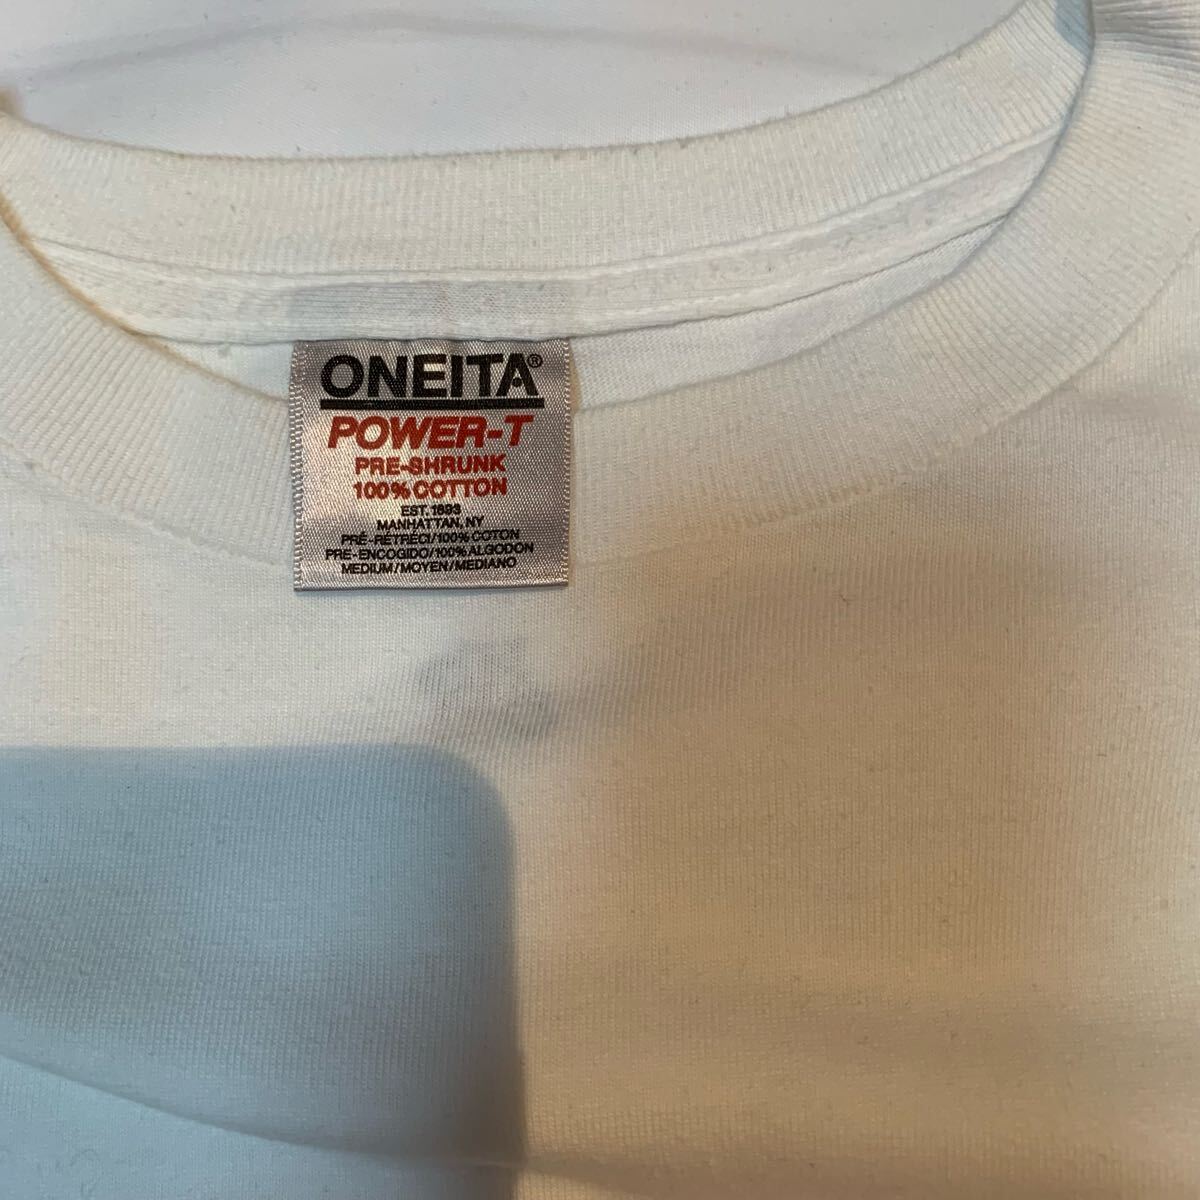 ONEITA®
POWER-T
PRE-SHRUNK
100% COTTON
EST. 1893
MANHATTAN, NY
PRÉ-RÉTRÉCI/100% COTON
PRE-ENCOGIDO/100% ALGODON
MEDIUM/MOYEN/MEDIANO